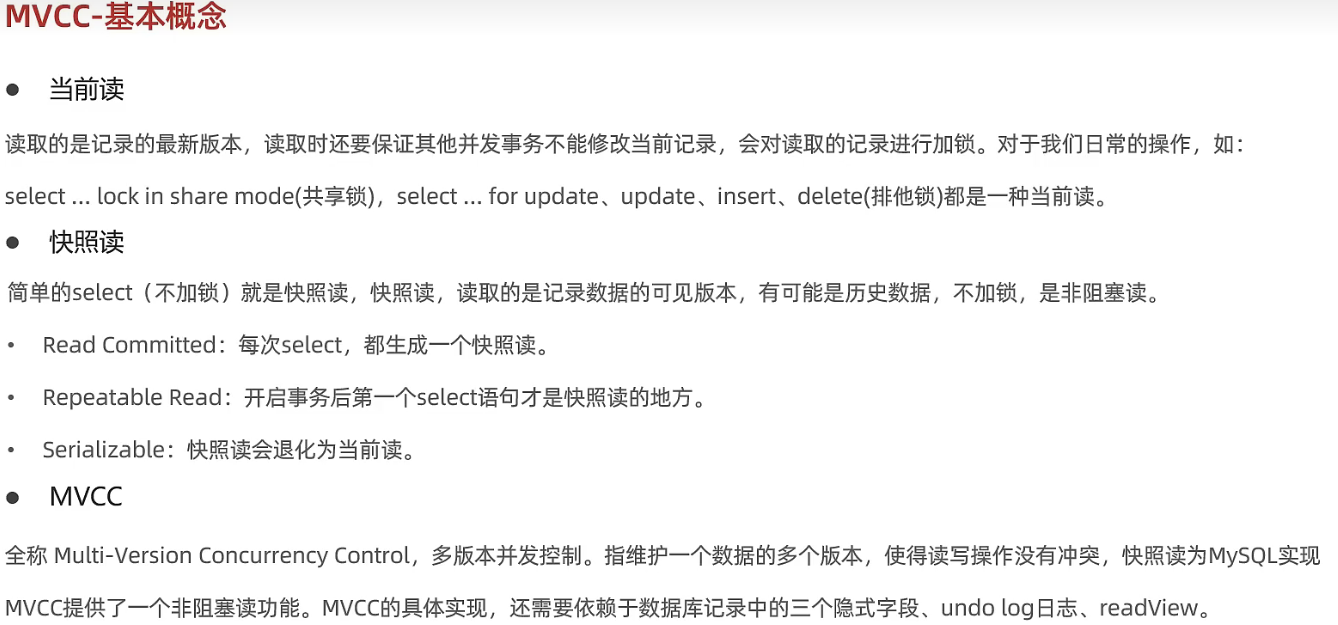 MVCC-基本概念
● 当前读
读取的是记录的最新版本，读取时还要保证其他并发事务不能修改当前记录，会对读取的记录进行加锁。对于我们日常的操作，如：
select ... lock in share mode(共享锁)，select ... for update、update、insert、delete(排他锁)都是一种当前读。
● 快照读
简单的select（不加锁）就是快照读，快照读，读取的是记录数据的可见版本，有可能是历史数据，不加锁，是非阻塞读。
• Read Committed：每次select，都生成一个快照读。
• Repeatable Read：开启事务后第一个select语句才是快照读的地方。
• Serializable：快照读会退化为当前读。
● MVCC
全称 Multi-Version Concurrency Control，多版本并发控制。指维护一个数据的多个版本，使得读写操作没有冲突，快照读为MySQL实现
MVCC提供了一个非阻塞读功能。MVCC的具体实现，还需要依赖于数据库记录中的三个隐式字段、undo log日志、readView。